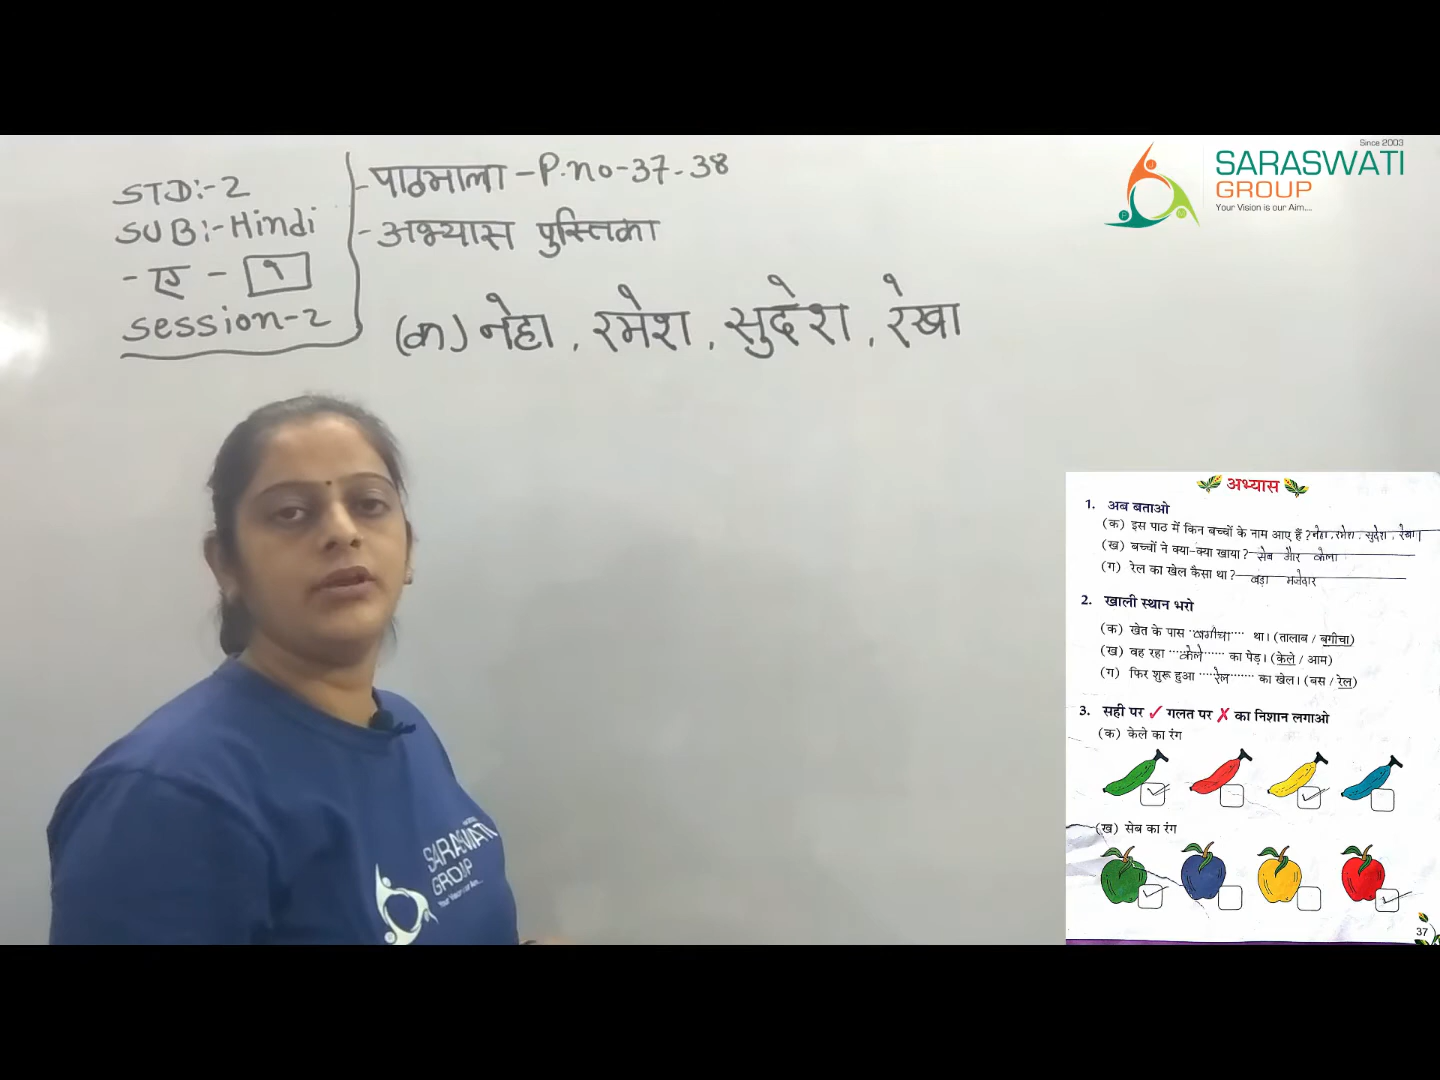 STD:-2
SUB:-Hindi
- ए - १
Session-2
- पाठमाला - P.no-37-38
- अभ्यास पुस्तिका
(क) नेहा, रमेश, सुदेश, रेखा
Since 2003
SARASWATI
GROUP
Your Vision is our Aim....
SARASWATI
GROUP
अभ्यास
1. अब बताओ
(क) इस पाठ में किन बच्चों के नाम आए हैं ? नेहा, रमेश, सुदेश, रेखा।
(ख) बच्चों ने क्या-क्या खाया? सेब और केला
(ग) रेल का खेल कैसा था? बड़ा मजेदार
2. खाली स्थान भरो
(क) खेत के पास बगीचा था। (तालाब / बगीचा)
(ख) वह रहा केले का पेड़। (केले / आम)
(ग) फिर शुरू हुआ रेल का खेल। (बस / रेल)
3. सही पर ✓ गलत पर ✗ का निशान लगाओ
(क) केले का रंग
(ख) सेब का रंग
37